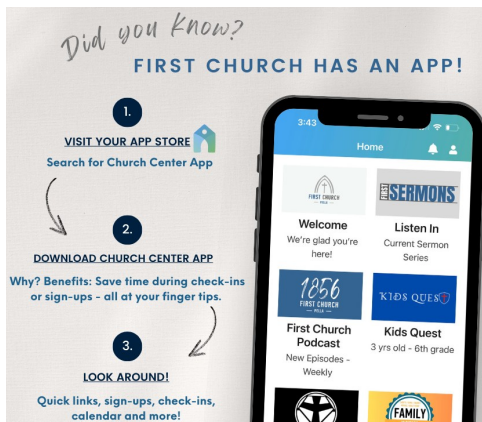 Did you Know?
FIRST CHURCH HAS AN APP!
1.
VISIT YOUR APP STORE
Search for Church Center App
2.
DOWNLOAD CHURCH CENTER APP
Why? Benefits: Save time during check-ins
or sign-ups - all at your finger tips.
3.
LOOK AROUND!
Quick links, sign-ups, check-ins,
calendar and more!
3:43
Home
FIRST CHURCH
PELLA
Welcome
We're glad you're
here!
FIRST SERMONS
Listen In
Current Sermon
Series
1856
FIRST CHURCH
PELLA
First Church
Podcast
New Episodes -
Weekly
KIDS QUEST
Kids Quest
3 yrs old - 6th grade
FAMILY